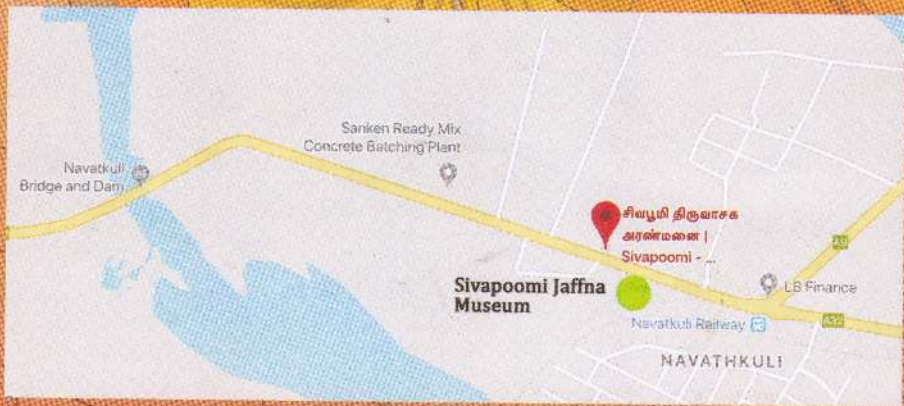 Sanken Ready Mix
Concrete Batching Plant
Navatkuli
Bridge and Dam
சிவபூமி திருவாசக
அரண்மனை |
Sivapoomi - ...
A9
Sivapoomi Jaffna
Museum
LB Finance
Navatkuli Railway
A32
NAVATHKULI